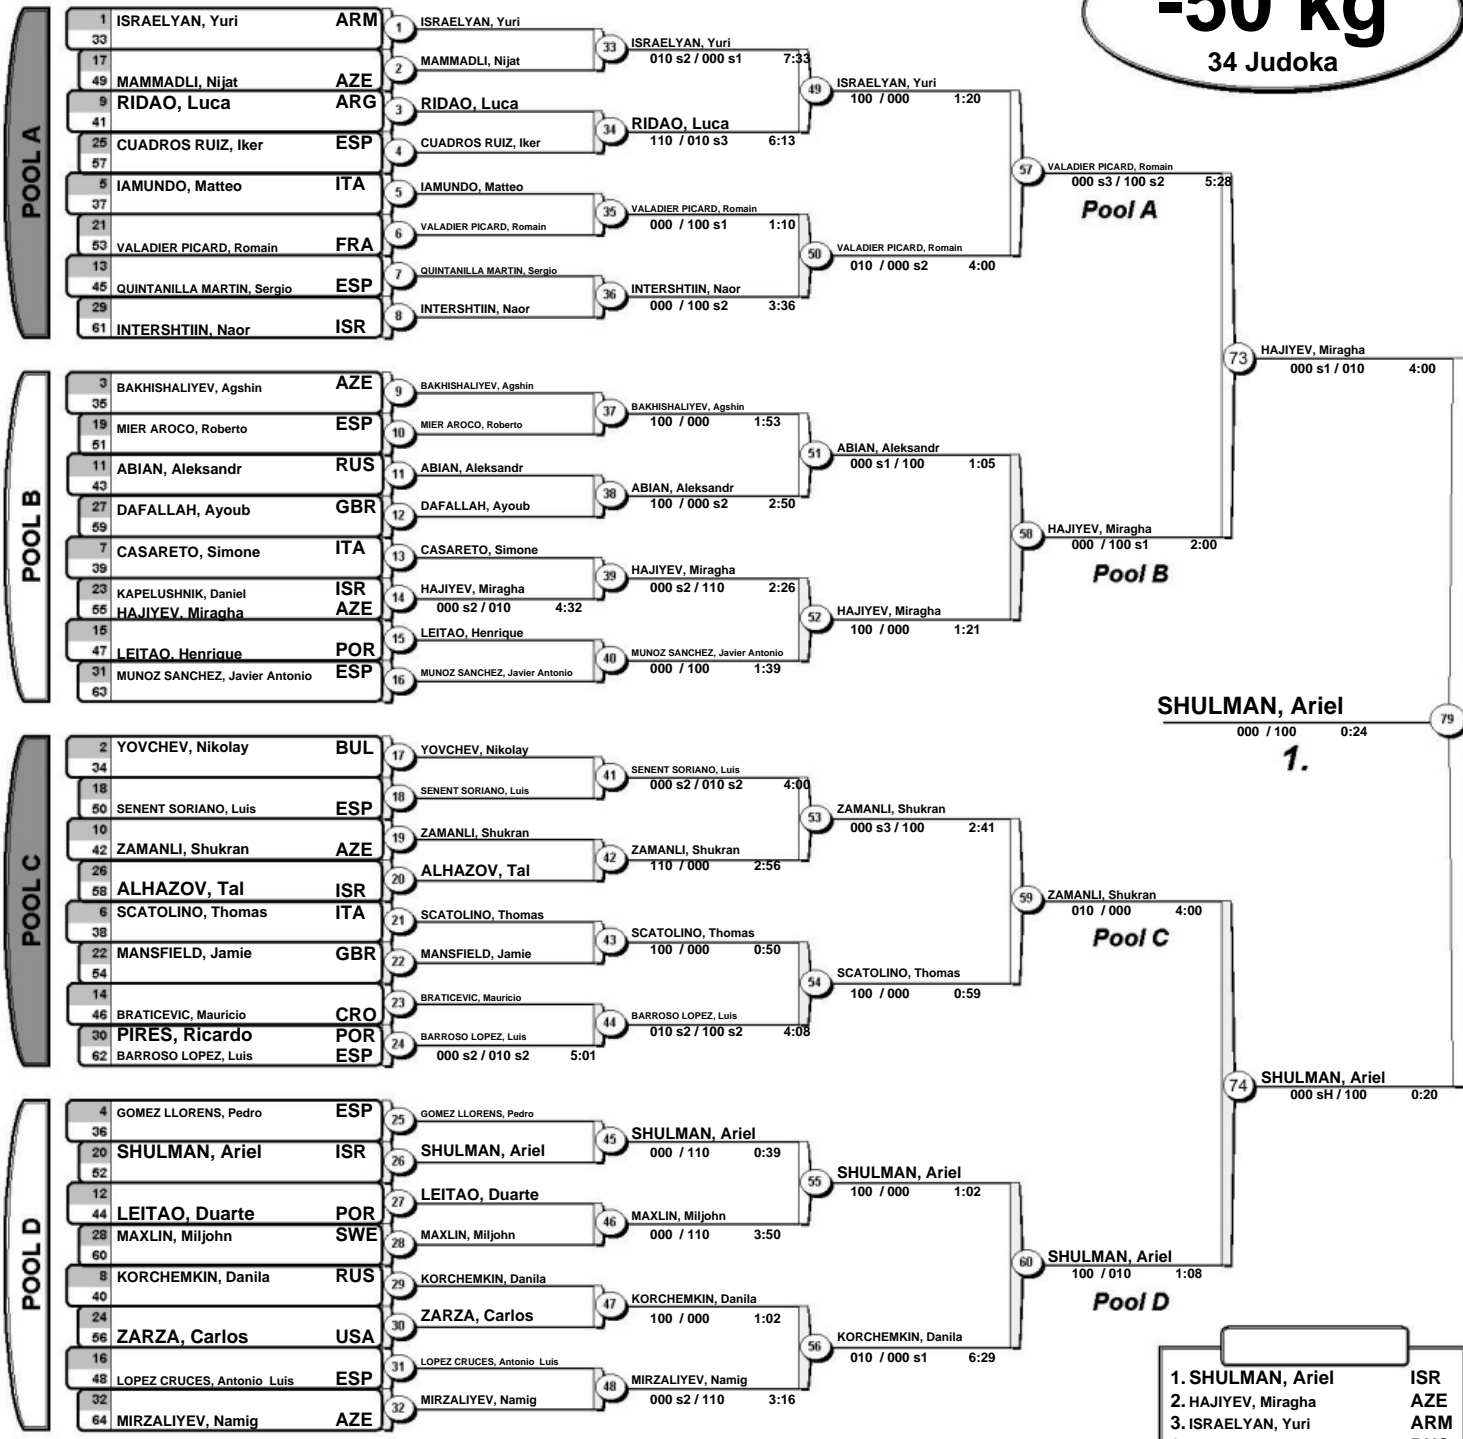 -50 kg
34 Judoka
POOL A
1 ISRAELYAN, Yuri ARM
33
17
49 MAMMADLI, Nijat AZE
9 RIDAO, Luca ARG
41
25 CUADROS RUIZ, Iker ESP
57
5 IAMUNDO, Matteo ITA
37
21
53 VALADIER PICARD, Romain FRA
13
45 QUINTANILLA MARTIN, Sergio ESP
29
61 INTERSHTIIN, Naor ISR
1 ISRAELYAN, Yuri
2 MAMMADLI, Nijat
3 RIDAO, Luca
4 CUADROS RUIZ, Iker
5 IAMUNDO, Matteo
6 VALADIER PICARD, Romain
7 QUINTANILLA MARTIN, Sergio
8 INTERSHTIIN, Naor
33 ISRAELYAN, Yuri
010 s2 / 000 s1 7:33
34 RIDAO, Luca
110 / 010 s3 6:13
35 VALADIER PICARD, Romain
000 / 100 s1 1:10
36 INTERSHTIIN, Naor
000 / 100 s2 3:36
49 ISRAELYAN, Yuri
100 / 000 1:20
50 VALADIER PICARD, Romain
010 / 000 s2 4:00
57 VALADIER PICARD, Romain
000 s3 / 100 s2 5:28
Pool A
POOL B
3 BAKHISHALIYEV, Agshin AZE
35
19 MIER AROCO, Roberto ESP
51
11 ABIAN, Aleksandr RUS
43
27 DAFALLAH, Ayoub GBR
59
7 CASARETO, Simone ITA
39
23 KAPELUSHNIK, Daniel ISR
55 HAJIYEV, Miragha AZE
15
47 LEITAO, Henrique POR
31 MUNOZ SANCHEZ, Javier Antonio ESP
63
9 BAKHISHALIYEV, Agshin
10 MIER AROCO, Roberto
11 ABIAN, Aleksandr
12 DAFALLAH, Ayoub
13 CASARETO, Simone
14 HAJIYEV, Miragha
000 s2 / 010 4:32
15 LEITAO, Henrique
16 MUNOZ SANCHEZ, Javier Antonio
37 BAKHISHALIYEV, Agshin
100 / 000 1:53
38 ABIAN, Aleksandr
100 / 000 s2 2:50
39 HAJIYEV, Miragha
000 s2 / 110 2:26
40 MUNOZ SANCHEZ, Javier Antonio
000 / 100 1:39
51 ABIAN, Aleksandr
000 s1 / 100 1:05
52 HAJIYEV, Miragha
100 / 000 1:21
58 HAJIYEV, Miragha
000 / 100 s1 2:00
Pool B
73 HAJIYEV, Miragha
000 s1 / 010 4:00
SHULMAN, Ariel 79
000 / 100 0:24
1.
POOL C
2 YOVCHEV, Nikolay BUL
34
18
50 SENENT SORIANO, Luis ESP
10
42 ZAMANLI, Shukran AZE
26
58 ALHAZOV, Tal ISR
6 SCATOLINO, Thomas ITA
38
22 MANSFIELD, Jamie GBR
54
14
46 BRATICEVIC, Mauricio CRO
30 PIRES, Ricardo POR
62 BARROSO LOPEZ, Luis ESP
17 YOVCHEV, Nikolay
18 SENENT SORIANO, Luis
19 ZAMANLI, Shukran
20 ALHAZOV, Tal
21 SCATOLINO, Thomas
22 MANSFIELD, Jamie
23 BRATICEVIC, Mauricio
24 BARROSO LOPEZ, Luis
000 s2 / 010 s2 5:01
41 SENENT SORIANO, Luis
000 s2 / 010 s2 4:00
42 ZAMANLI, Shukran
110 / 000 2:56
43 SCATOLINO, Thomas
100 / 000 0:50
44 BARROSO LOPEZ, Luis
010 s2 / 100 s2 4:08
53 ZAMANLI, Shukran
000 s3 / 100 2:41
54 SCATOLINO, Thomas
100 / 000 0:59
59 ZAMANLI, Shukran
010 / 000 4:00
Pool C
74 SHULMAN, Ariel
000 sH / 100 0:20
POOL D
4 GOMEZ LLORENS, Pedro ESP
36
20 SHULMAN, Ariel ISR
52
12
44 LEITAO, Duarte POR
28 MAXLIN, Miljohn SWE
60
8 KORCHEMKIN, Danila RUS
40
24
56 ZARZA, Carlos USA
16
48 LOPEZ CRUCES, Antonio Luis ESP
32
64 MIRZALIYEV, Namig AZE
25 GOMEZ LLORENS, Pedro
26 SHULMAN, Ariel
27 LEITAO, Duarte
28 MAXLIN, Miljohn
29 KORCHEMKIN, Danila
30 ZARZA, Carlos
31 LOPEZ CRUCES, Antonio Luis
32 MIRZALIYEV, Namig
45 SHULMAN, Ariel
000 / 110 0:39
46 MAXLIN, Miljohn
000 / 110 3:50
47 KORCHEMKIN, Danila
100 / 000 1:02
48 MIRZALIYEV, Namig
000 s2 / 110 3:16
55 SHULMAN, Ariel
100 / 000 1:02
56 KORCHEMKIN, Danila
010 / 000 s1 6:29
60 SHULMAN, Ariel
100 / 010 1:08
Pool D
1. SHULMAN, Ariel ISR
2. HAJIYEV, Miragha AZE
3. ISRAELYAN, Yuri ARM